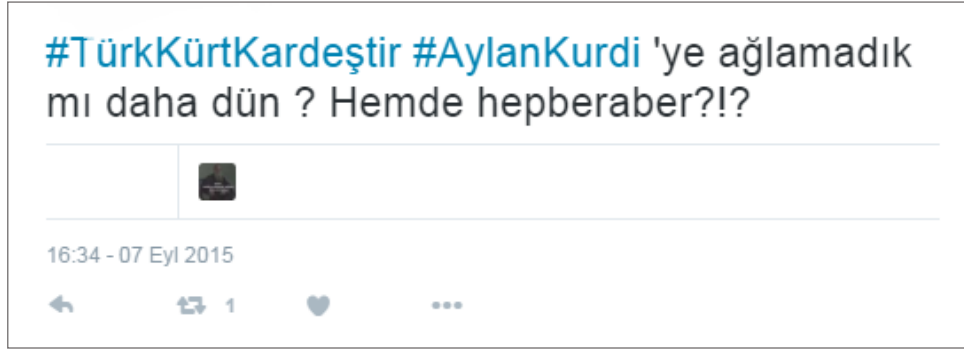 #TürkKürtKardeştir #AylanKurdi 'ye ağlamadık
mı daha dün ? Hemde hepberaber?!?
16:34 - 07 Eyl 2015
1